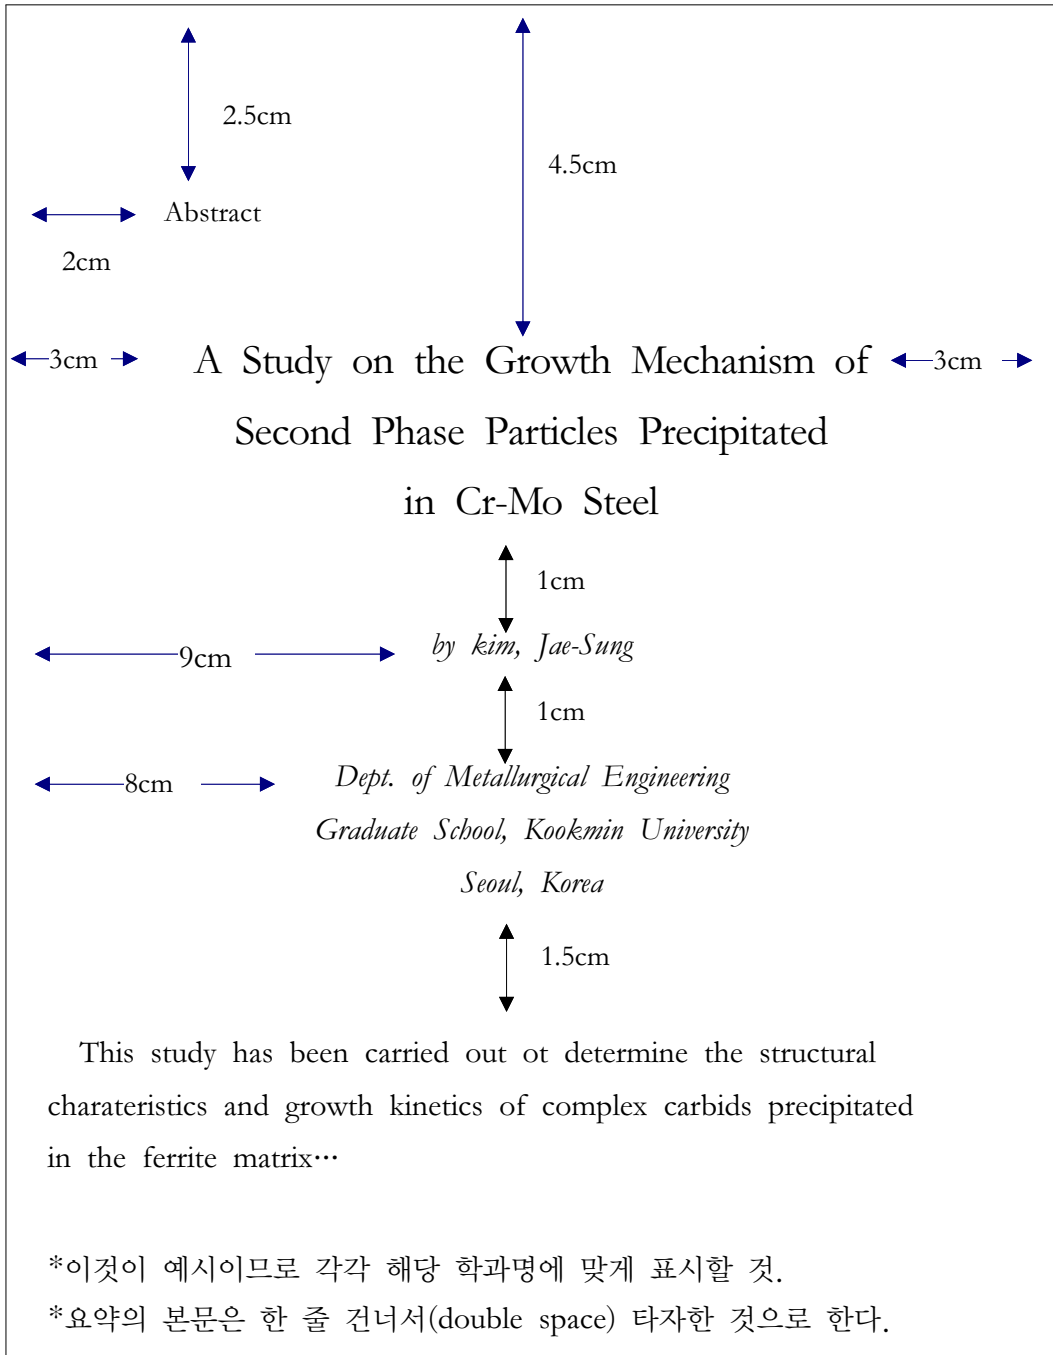 2.5cm
4.5cm
Abstract
2cm
3cm
A Study on the Growth Mechanism of
3cm
Second Phase Particles Precipitated
in Cr-Mo Steel
1cm
by kim, Jae-Sung
9cm
1cm
Dept. of Metallurgical Engineering
8cm
Graduate School, Kookmin University
Seoul, Korea
1.5cm
This study has been carried out ot determine the structural
charateristics and growth kinetics of complex carbids precipitated
in the ferrite matrix…
*이것이 예시이므로 각각 해당 학과명에 맞게 표시할 것.
*요약의 본문은 한 줄 건너서(double space) 타자한 것으로 한다.